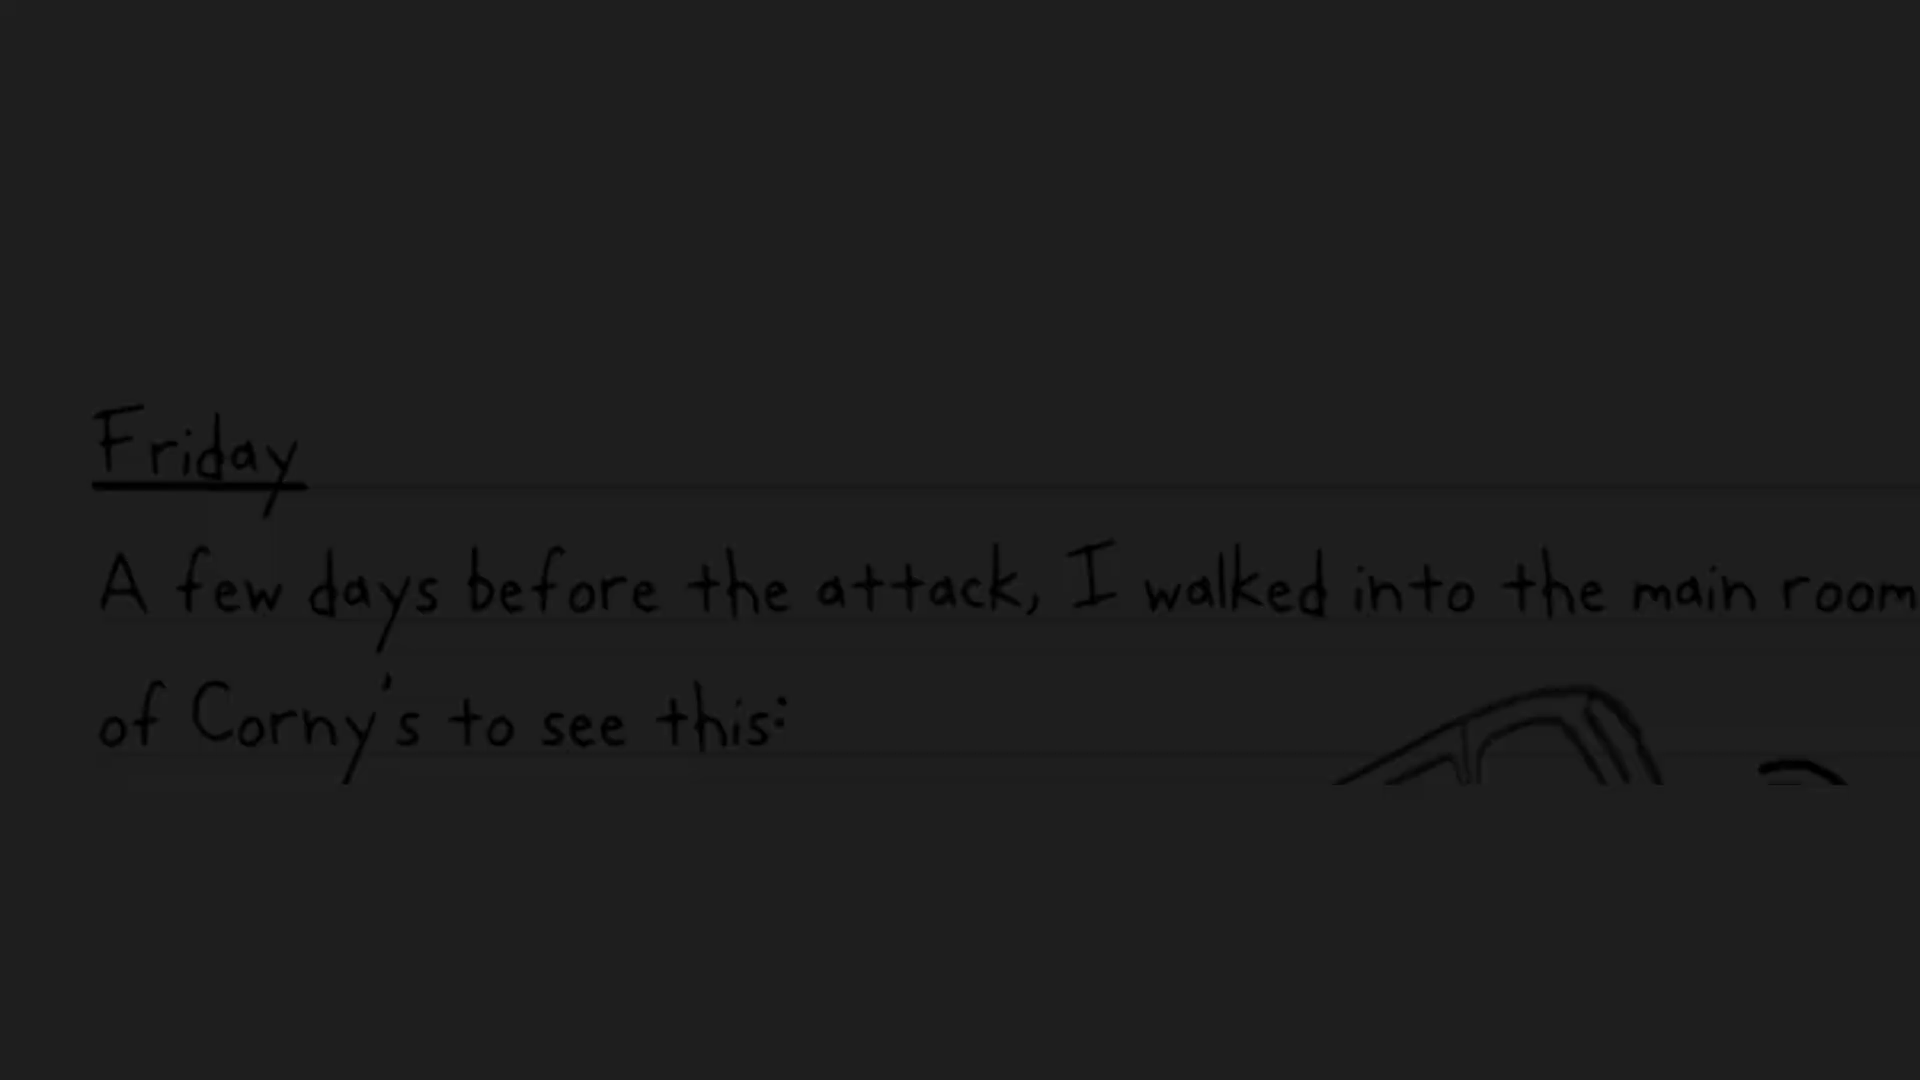 Friday
A few days before the attack, I walked into the main room
of Corny's to see this: